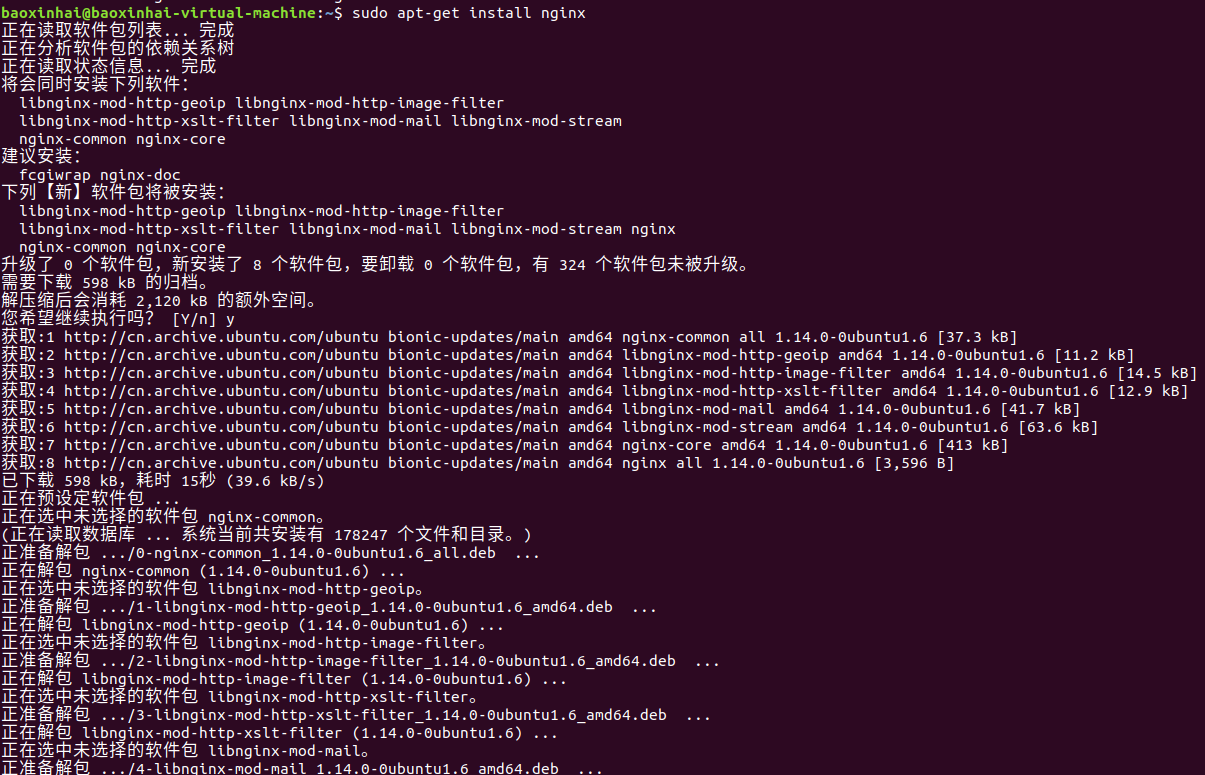 baoxinhai@baoxinhai-virtual-machine:~$ sudo apt-get install nginx
正在读取软件包列表... 完成
正在分析软件包的依赖关系树
正在读取状态信息... 完成
将会同时安装下列软件：
  libnginx-mod-http-geoip libnginx-mod-http-image-filter
  libnginx-mod-http-xslt-filter libnginx-mod-mail libnginx-mod-stream
  nginx-common nginx-core
建议安装：
  fcgiwrap nginx-doc
下列【新】软件包将被安装：
  libnginx-mod-http-geoip libnginx-mod-http-image-filter
  libnginx-mod-http-xslt-filter libnginx-mod-mail libnginx-mod-stream nginx
  nginx-common nginx-core
升级了 0 个软件包，新安装了 8 个软件包，要卸载 0 个软件包，有 324 个软件包未被升级。
需要下载 598 kB 的归档。
解压缩后会消耗 2,120 kB 的额外空间。
您希望继续执行吗？ [Y/n] y
获取:1 http://cn.archive.ubuntu.com/ubuntu bionic-updates/main amd64 nginx-common all 1.14.0-0ubuntu1.6 [37.3 kB]
获取:2 http://cn.archive.ubuntu.com/ubuntu bionic-updates/main amd64 libnginx-mod-http-geoip amd64 1.14.0-0ubuntu1.6 [11.2 kB]
获取:3 http://cn.archive.ubuntu.com/ubuntu bionic-updates/main amd64 libnginx-mod-http-image-filter amd64 1.14.0-0ubuntu1.6 [14.5 kB]
获取:4 http://cn.archive.ubuntu.com/ubuntu bionic-updates/main amd64 libnginx-mod-http-xslt-filter amd64 1.14.0-0ubuntu1.6 [12.9 kB]
获取:5 http://cn.archive.ubuntu.com/ubuntu bionic-updates/main amd64 libnginx-mod-mail amd64 1.14.0-0ubuntu1.6 [41.7 kB]
获取:6 http://cn.archive.ubuntu.com/ubuntu bionic-updates/main amd64 libnginx-mod-stream amd64 1.14.0-0ubuntu1.6 [63.6 kB]
获取:7 http://cn.archive.ubuntu.com/ubuntu bionic-updates/main amd64 nginx-core amd64 1.14.0-0ubuntu1.6 [413 kB]
获取:8 http://cn.archive.ubuntu.com/ubuntu bionic-updates/main amd64 nginx all 1.14.0-0ubuntu1.6 [3,596 B]
已下载 598 kB，耗时 15秒 (39.6 kB/s)
正在预设定软件包 ...
正在选中未选择的软件包 nginx-common。
(正在读取数据库 ... 系统当前共安装有 178247 个文件和目录。)
正准备解包 .../0-nginx-common_1.14.0-0ubuntu1.6_all.deb  ...
正在解包 nginx-common (1.14.0-0ubuntu1.6) ...
正在选中未选择的软件包 libnginx-mod-http-geoip。
正准备解包 .../1-libnginx-mod-http-geoip_1.14.0-0ubuntu1.6_amd64.deb  ...
正在解包 libnginx-mod-http-geoip (1.14.0-0ubuntu1.6) ...
正在选中未选择的软件包 libnginx-mod-http-image-filter。
正准备解包 .../2-libnginx-mod-http-image-filter_1.14.0-0ubuntu1.6_amd64.deb  ...
正在解包 libnginx-mod-http-image-filter (1.14.0-0ubuntu1.6) ...
正在选中未选择的软件包 libnginx-mod-http-xslt-filter。
正准备解包 .../3-libnginx-mod-http-xslt-filter_1.14.0-0ubuntu1.6_amd64.deb  ...
正在解包 libnginx-mod-http-xslt-filter (1.14.0-0ubuntu1.6) ...
正在选中未选择的软件包 libnginx-mod-mail。
正准备解包 .../4-libnginx-mod-mail_1.14.0-0ubuntu1.6_amd64.deb  ...